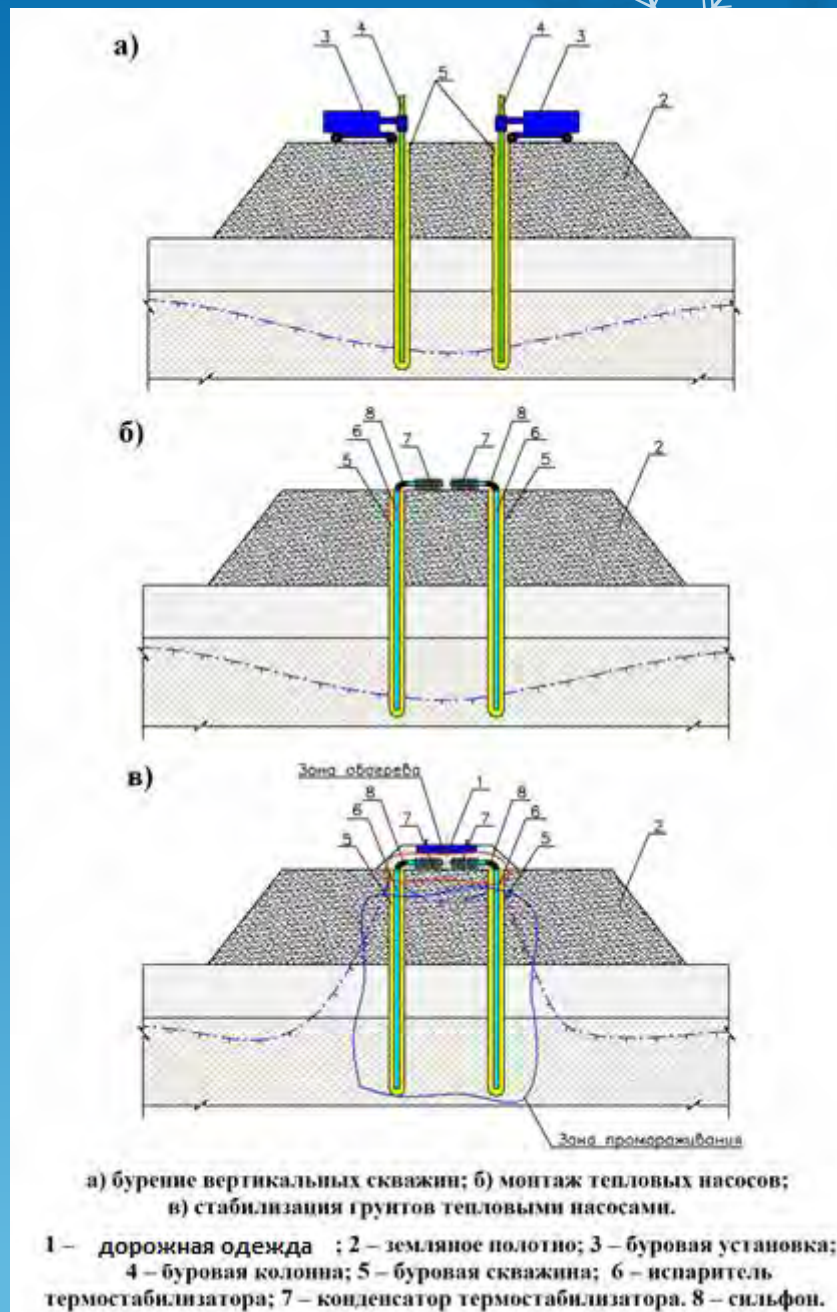 а)
3 4 5 4 3 2
б)
8 8
6 7 7 6
5 5 2
Зона обогрева
в)
8 1 8
6 7 7 6
5 5 2
Зона промораживания
а) бурение вертикальных скважин; б) монтаж тепловых насосов;
в) стабилизация грунтов тепловыми насосами.
1 – дорожная одежда ; 2 – земляное полотно; 3 – буровая установка;
4 – буровая колонна; 5 – буровая скважина; 6 – испаритель
термостабилизатора; 7 – конденсатор термостабилизатора. 8 – сильфон.